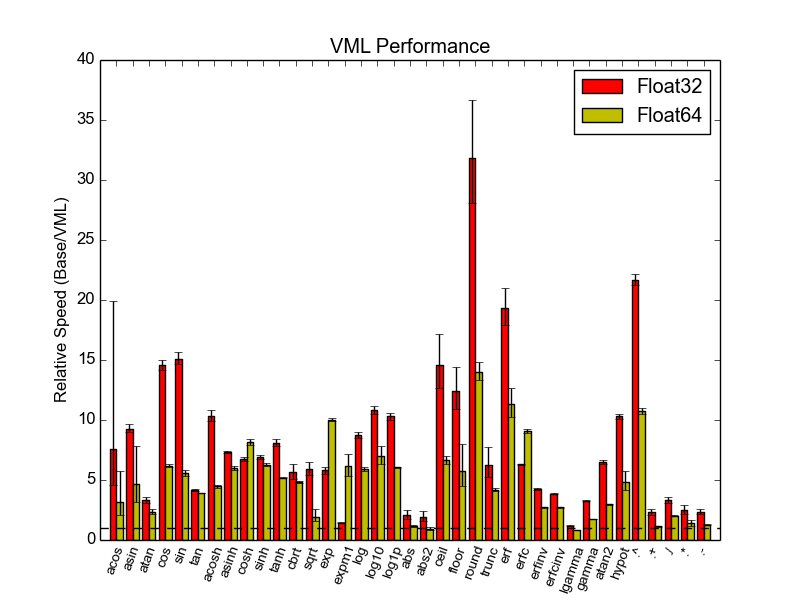 VML Performance
Float32
Float64
Relative Speed (Base/VML)
40
35
30
25
20
15
10
5
0
acos
asin
atan
cos
sin
tan
acosh
asinh
cosh
sinh
tanh
cbrt
sqrt
exp
expm1
log
log10
log1p
abs
abs2
ceil
floor
round
trunc
erf
erfc
erfinv
erfcinv
lgamma
gamma
atan2
hypot
.^
.+
./
.*
.-